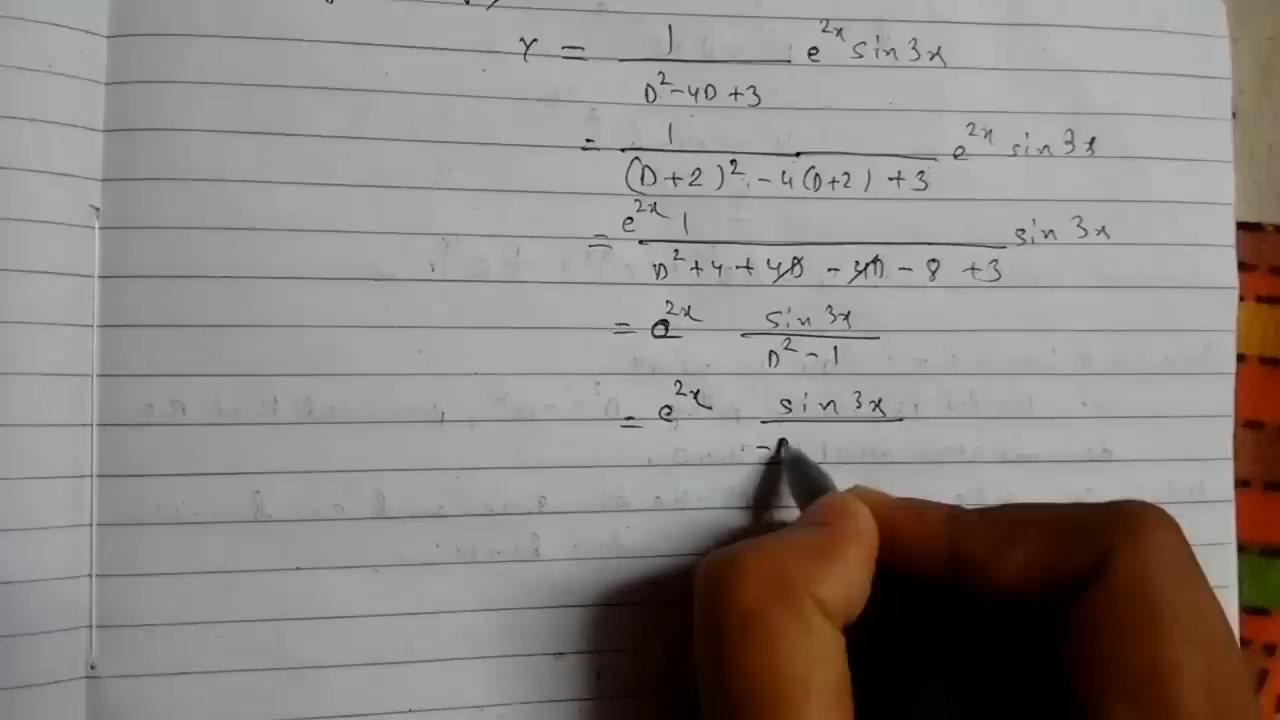 Y = 1 / (D² - 4D + 3) e^2x sin 3x
= 1 / ((D+2)² - 4(D+2) + 3) e^2x sin 3x
= e^2x 1 / (D² + 4 + 4D - 4D - 8 + 3) sin 3x
= e^2x sin 3x / (D² - 1)
= e^2x sin 3x / -